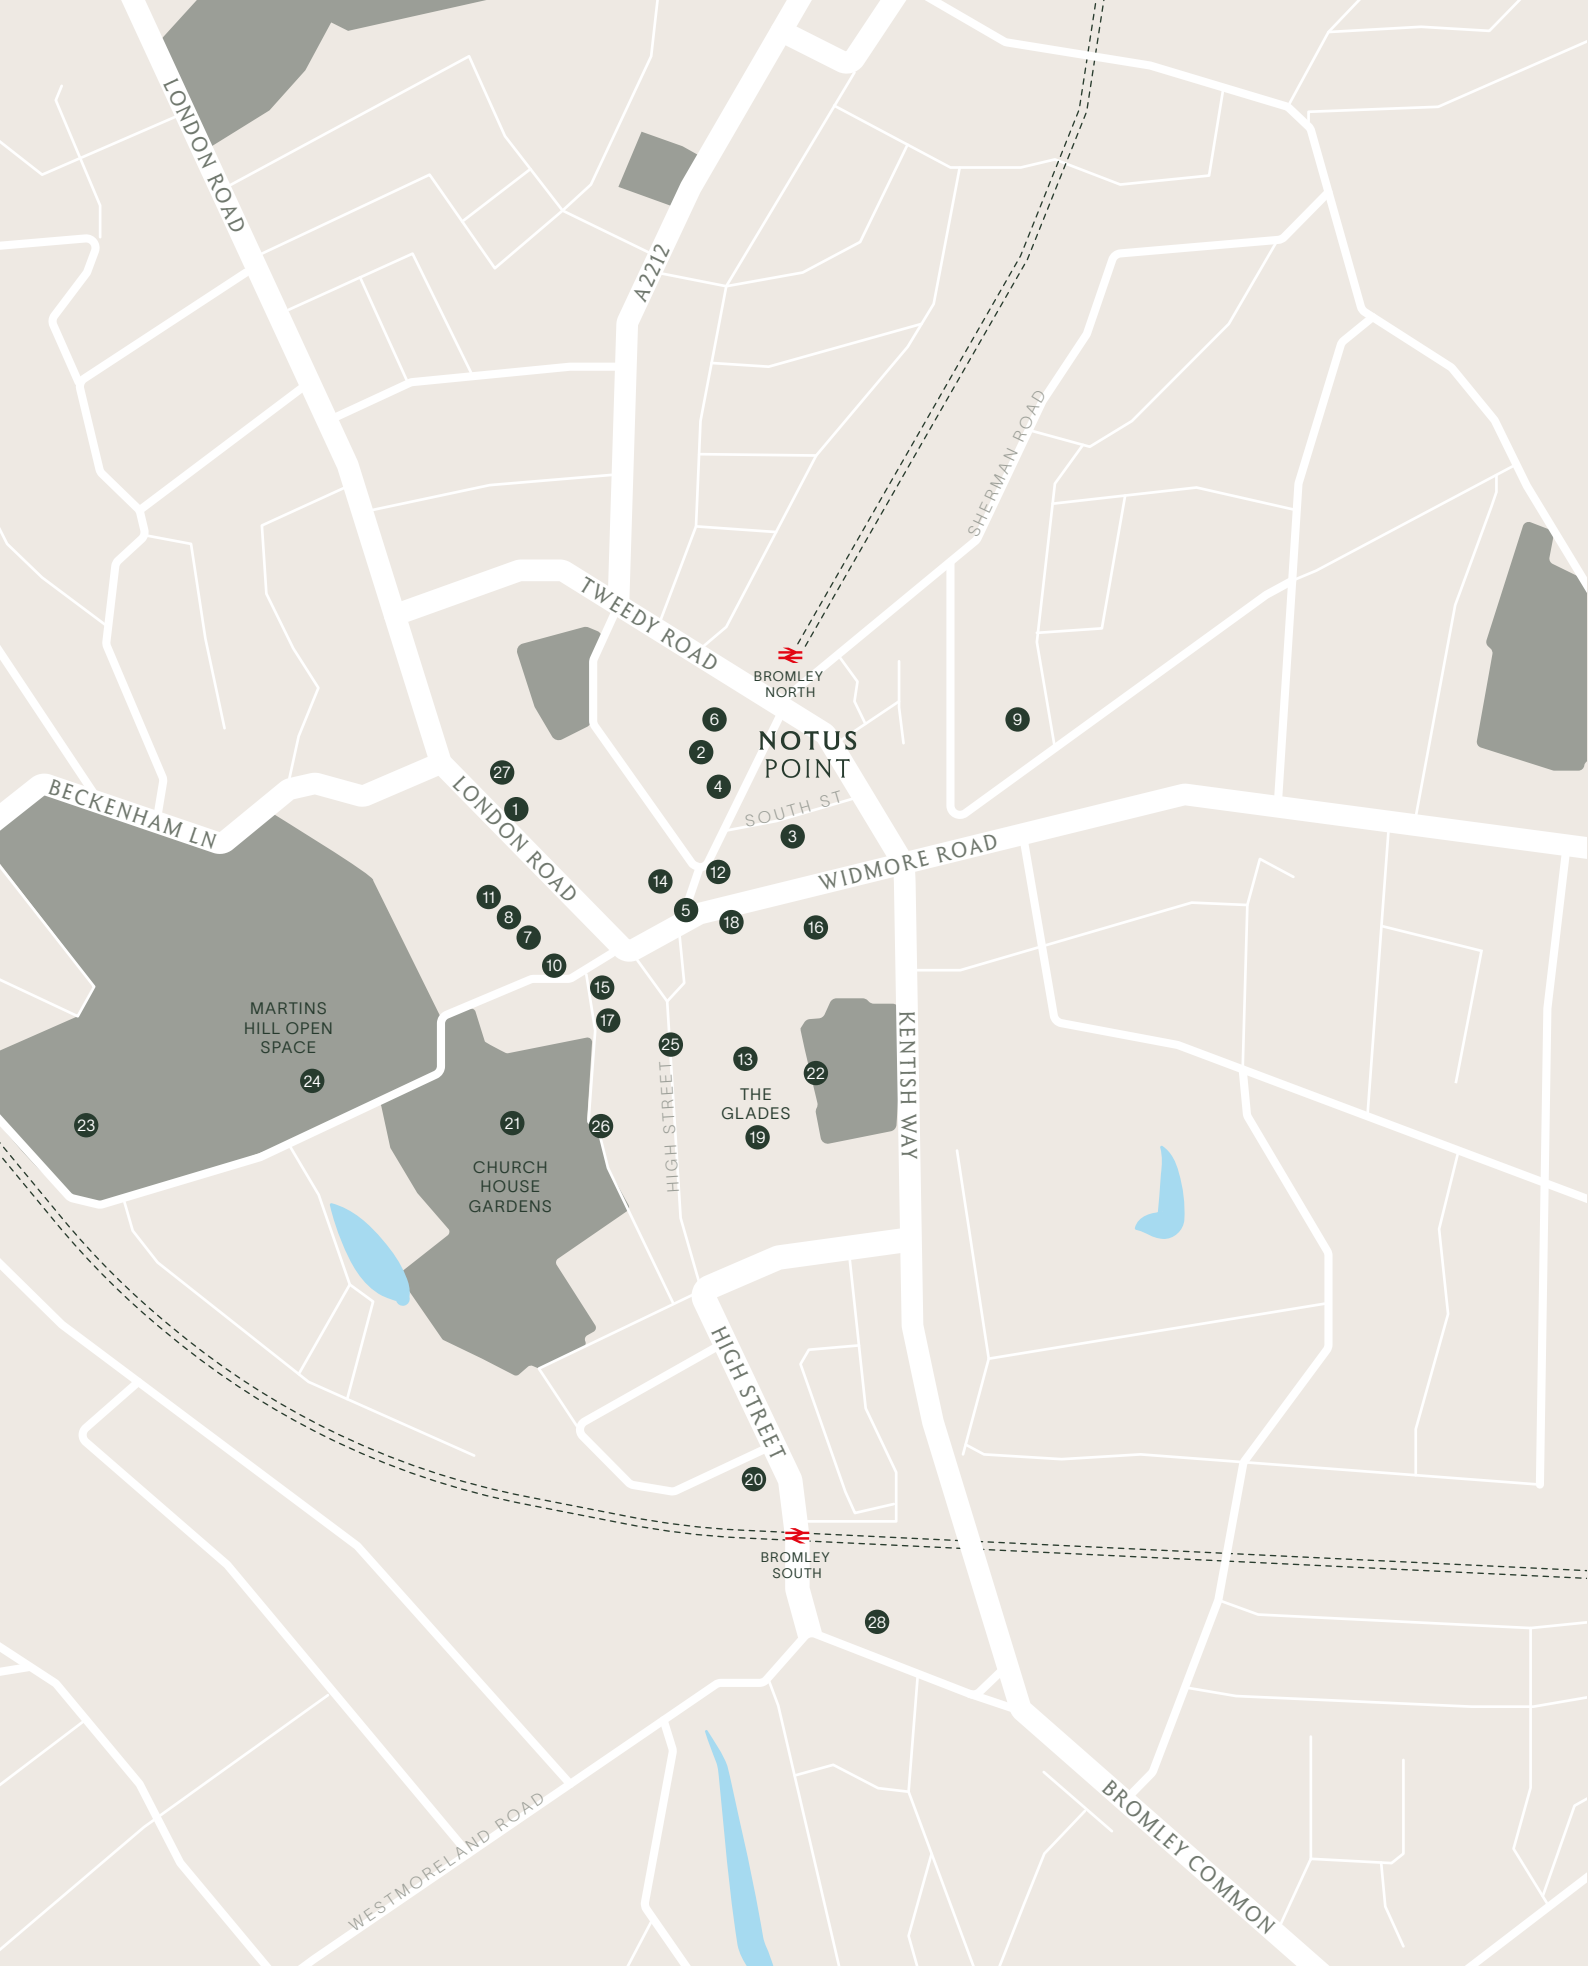 LONDON ROAD
A2212
SHERMAN ROAD
TWEEDY ROAD
BROMLEY
NORTH
6
9
NOTUS
POINT
2
27
4
BECKENHAM LN
1
LONDON ROAD
SOUTH ST
3
WIDMORE ROAD
12
14
11
5
8
18
16
7
10
15
MARTINS
HILL OPEN
SPACE
17
KENTISH WAY
25
13
22
24
HIGH STREET
THE
GLADES
23
21
26
19
CHURCH
HOUSE
GARDENS
HIGH STREET
20
BROMLEY
SOUTH
28
WESTMORELAND ROAD
BROMLEY COMMON